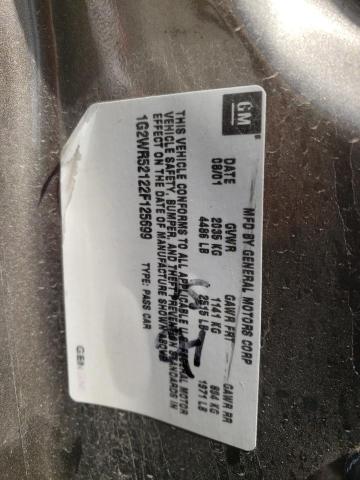 GM
MFD BY GENERAL MOTORS CORP
DATE GVWR GAWR FRT GAWR RR
08/01 2035 KG 1141 KG 894 KG
4486 LB 2515 LB 1971 LB
THIS VEHICLE CONFORMS TO ALL APPLICABLE U.S. FEDERAL MOTOR
VEHICLE SAFETY, BUMPER, AND THEFT PREVENTION STANDARDS IN
EFFECT ON THE DATE OF MANUFACTURE SHOWN ABOVE
1G2WR52122F125699 TYPE: PASS CAR